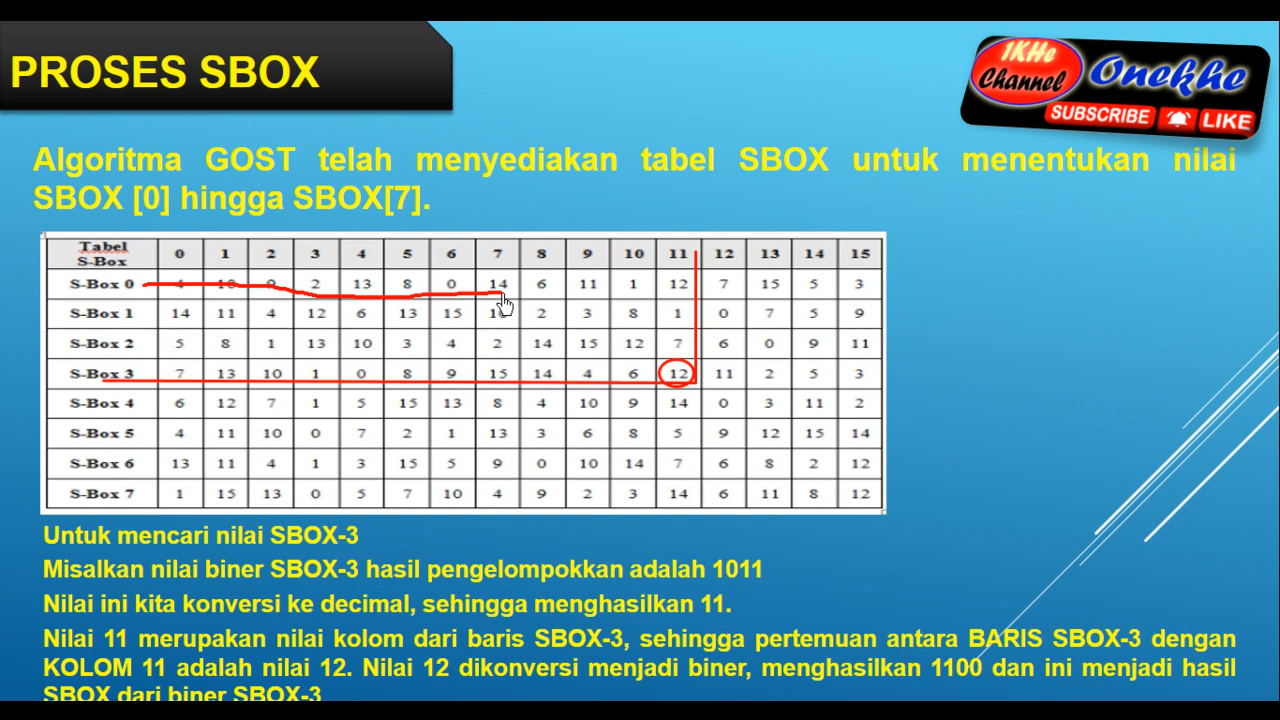 PROSES SBOX
1KHe
Channel
Onekhe
SUBSCRIBE
LIKE
Algoritma GOST telah menyediakan tabel SBOX untuk menentukan nilai
SBOX [0] hingga SBOX[7].
Tabel S-Box 0 1 2 3 4 5 6 7 8 9 10 11 12 13 14 15
S-Box 0 4 10 9 2 13 8 0 14 6 11 1 12 7 15 5 3
S-Box 1 14 11 4 12 6 13 15 10 2 3 8 1 0 7 5 9
S-Box 2 5 8 1 13 10 3 4 2 14 15 12 7 6 0 9 11
S-Box 3 7 13 10 1 0 8 9 15 14 4 6 12 11 2 5 3
S-Box 4 6 12 7 1 5 15 13 8 4 10 9 14 0 3 11 2
S-Box 5 4 11 10 0 7 2 1 13 3 6 8 5 9 12 15 14
S-Box 6 13 11 4 1 3 15 5 9 0 10 14 7 6 8 2 12
S-Box 7 1 15 13 0 5 7 10 4 9 2 3 14 6 11 8 12
Untuk mencari nilai SBOX-3
Misalkan nilai biner SBOX-3 hasil pengelompokkan adalah 1011
Nilai ini kita konversi ke decimal, sehingga menghasilkan 11.
Nilai 11 merupakan nilai kolom dari baris SBOX-3, sehingga pertemuan antara BARIS SBOX-3 dengan
KOLOM 11 adalah nilai 12. Nilai 12 dikonversi menjadi biner, menghasilkan 1100 dan ini menjadi hasil
SBOX dari biner SBOX-3